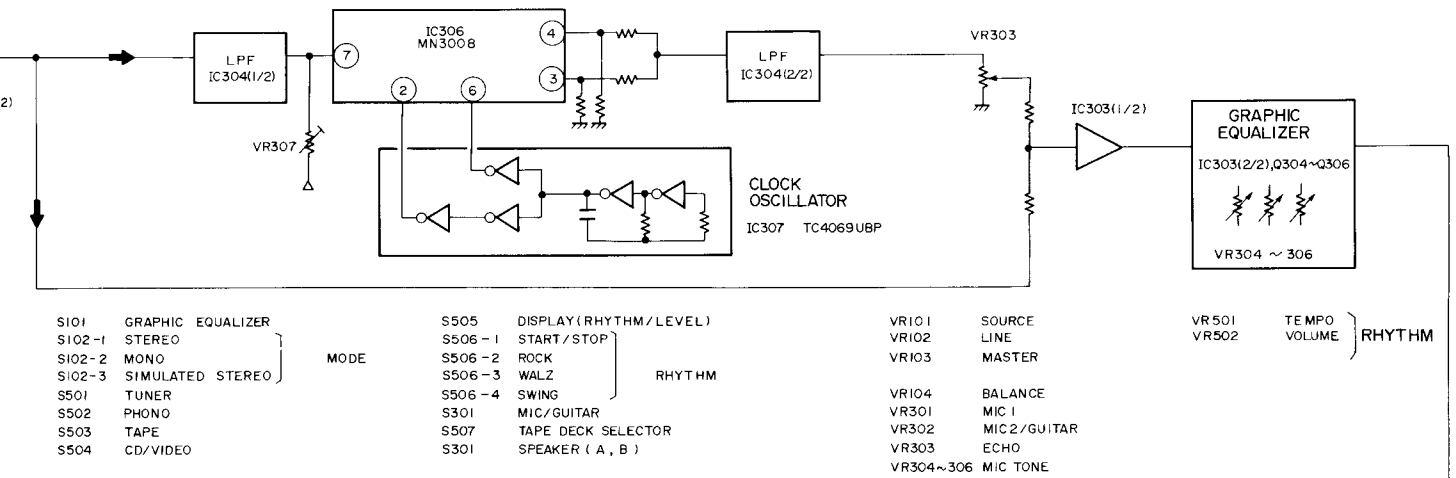 2)
LPF
IC304(1/2)
7
VR307
IC306
MN3008
4
3
2
6
LPF
IC304(2/2)
VR303
IC303(1/2)
GRAPHIC
EQUALIZER
IC303(2/2),Q304~Q306
VR304 ~ 306
CLOCK
OSCILLATOR
IC307 TC4069UBP
S101 GRAPHIC EQUALIZER
S102-1 STEREO
S102-2 MONO MODE
S102-3 SIMULATED STEREO
S501 TUNER
S502 PHONO
S503 TAPE
S504 CD/VIDEO
S505 DISPLAY(RHYTHM/LEVEL)
S506-1 START/STOP
S506-2 ROCK
S506-3 WALZ RHYTHM
S506-4 SWING
S301 MIC/GUITAR
S507 TAPE DECK SELECTOR
S301 SPEAKER (A, B)
VR101 SOURCE
VR102 LINE
VR103 MASTER
VR104 BALANCE
VR301 MIC 1
VR302 MIC2/GUITAR
VR303 ECHO
VR304~306 MIC TONE
VR501 TEMPO
VR502 VOLUME RHYTHM